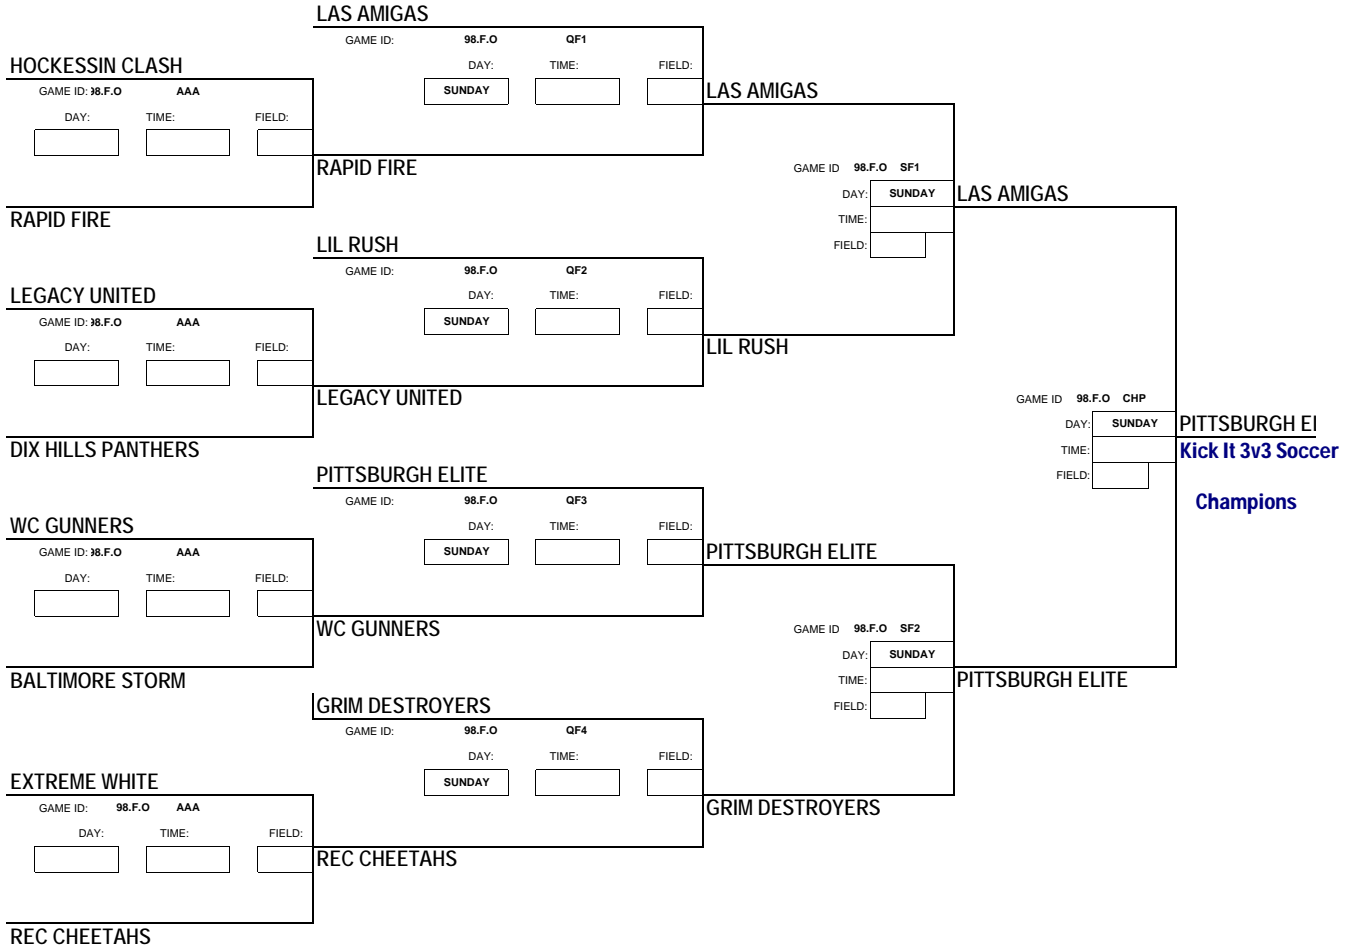 LAS AMIGAS
GAME ID: 98.F.O QF1
DAY: TIME: FIELD:
SUNDAY
RAPID FIRE
HOCKESSIN CLASH
GAME ID: 98.F.O AAA
DAY: TIME: FIELD:
RAPID FIRE
LAS AMIGAS
GAME ID 98.F.O SF1
DAY: SUNDAY
TIME:
FIELD:
LAS AMIGAS
LIL RUSH
GAME ID: 98.F.O QF2
DAY: TIME: FIELD:
SUNDAY
LEGACY UNITED
LEGACY UNITED
GAME ID: 98.F.O AAA
DAY: TIME: FIELD:
DIX HILLS PANTHERS
LIL RUSH
GAME ID 98.F.O CHP
DAY: SUNDAY
TIME:
FIELD:
PITTSBURGH El
Kick It 3v3 Soccer
Champions
PITTSBURGH ELITE
GAME ID: 98.F.O QF3
DAY: TIME: FIELD:
SUNDAY
WC GUNNERS
WC GUNNERS
GAME ID: 98.F.O AAA
DAY: TIME: FIELD:
BALTIMORE STORM
PITTSBURGH ELITE
GAME ID 98.F.O SF2
DAY: SUNDAY
TIME:
FIELD:
PITTSBURGH ELITE
GRIM DESTROYERS
GAME ID: 98.F.O QF4
DAY: TIME: FIELD:
SUNDAY
REC CHEETAHS
EXTREME WHITE
GAME ID: 98.F.O AAA
DAY: TIME: FIELD:
REC CHEETAHS
GRIM DESTROYERS